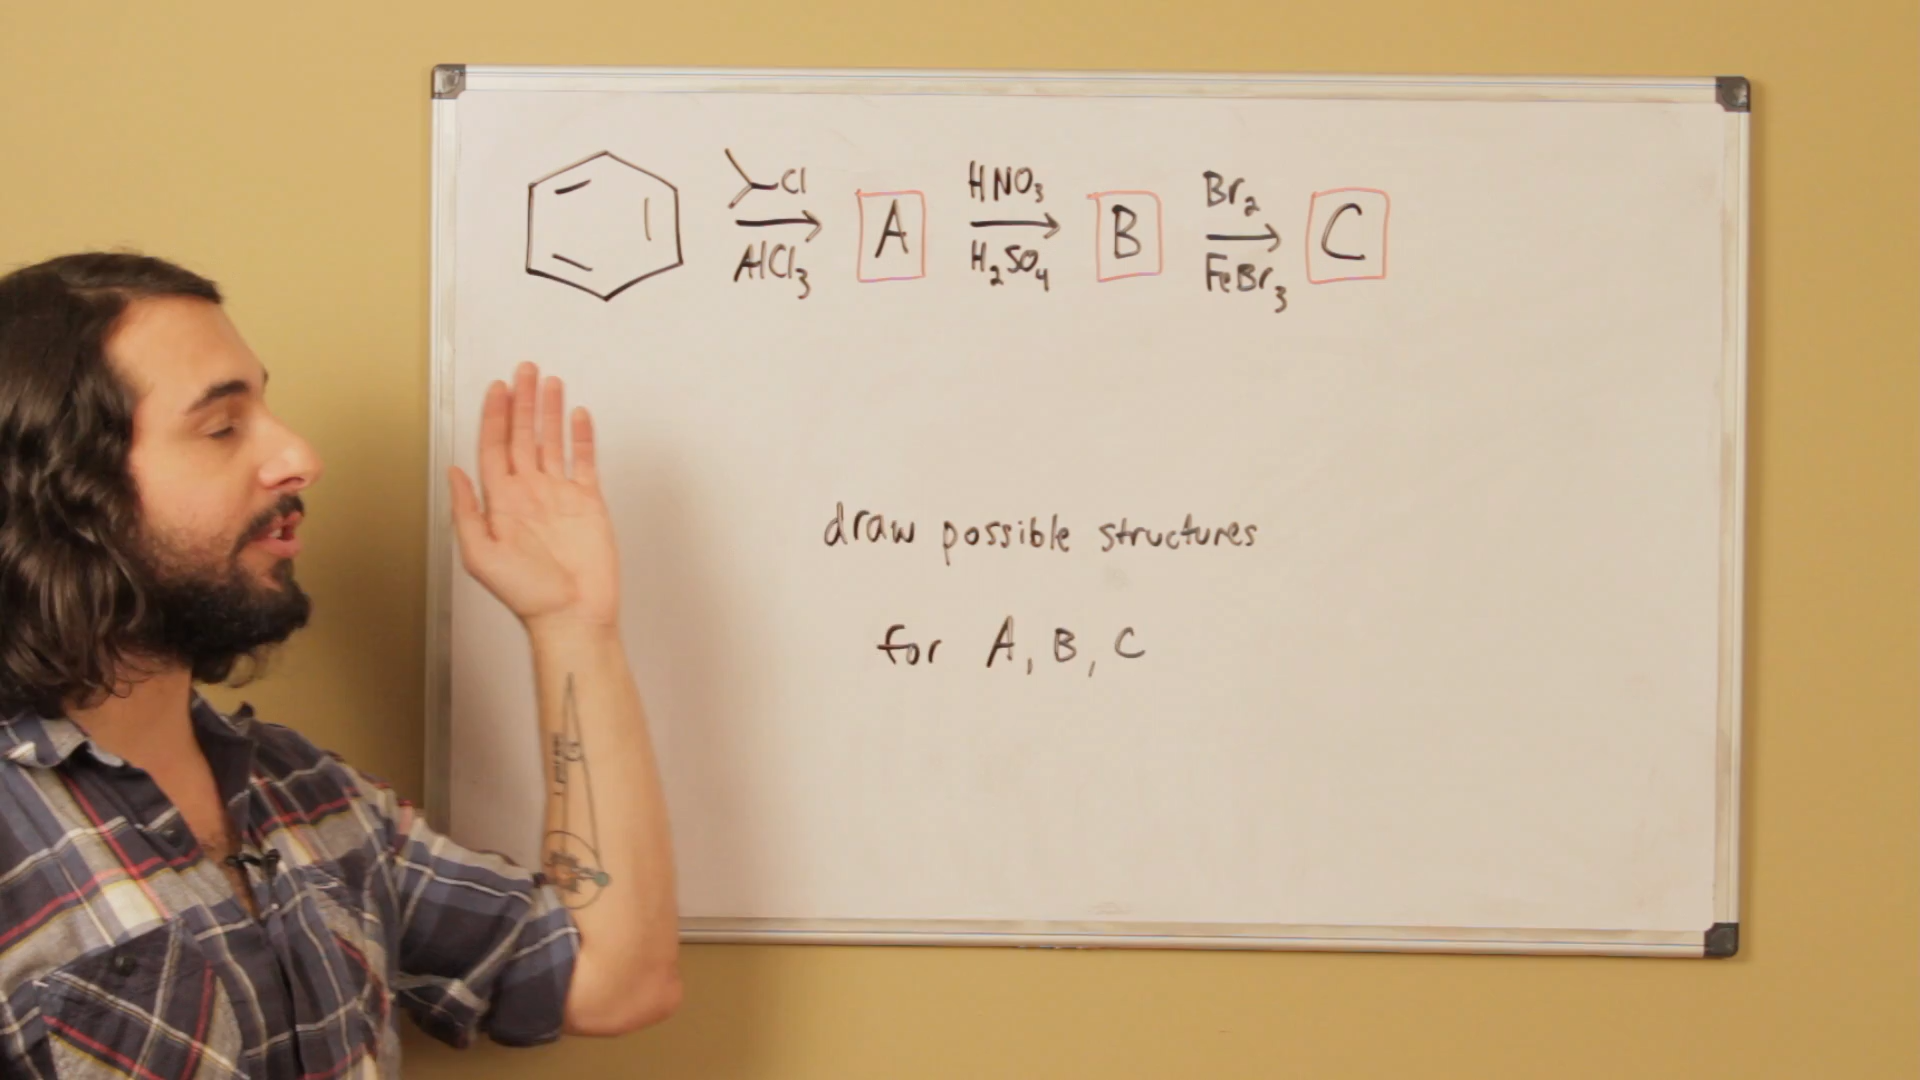 Cl HNO₃ Br₂
A B C
AlCl₃ H₂SO₄ FeBr₃
draw possible structures
for A, B, C